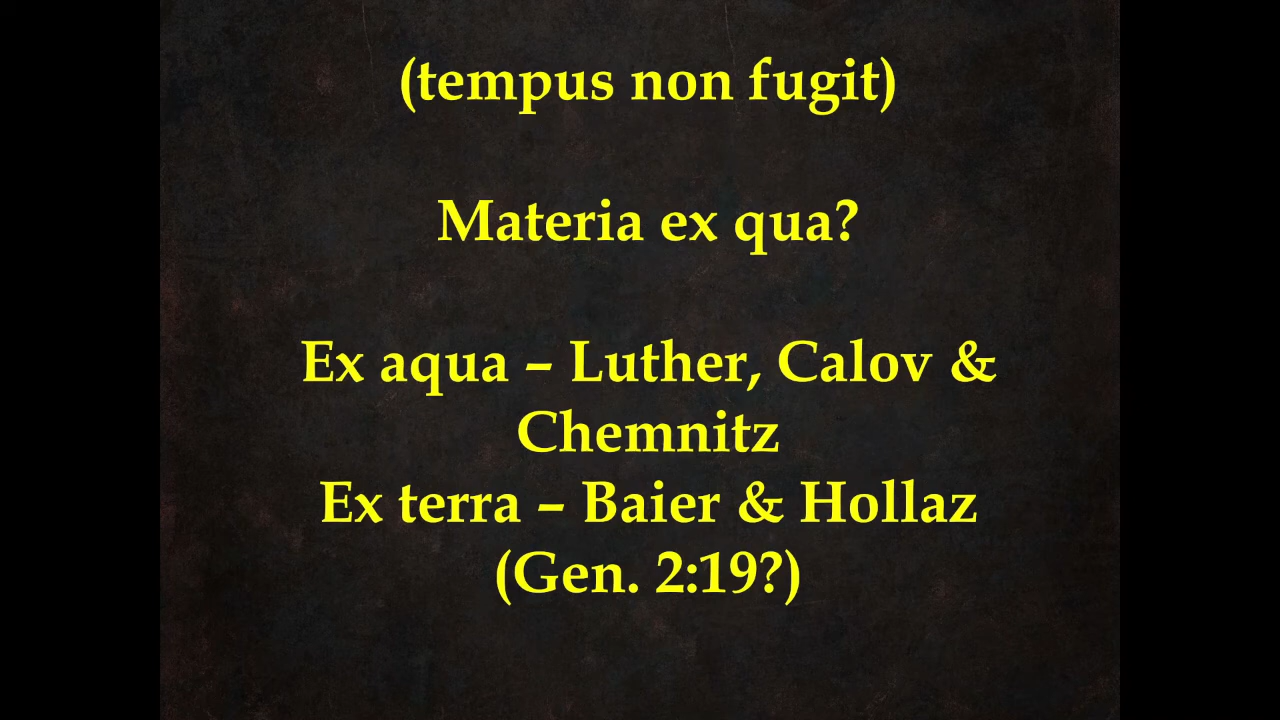 (tempus non fugit)
Materia ex qua?
Ex aqua – Luther, Calov &
Chemnitz
Ex terra – Baier & Hollaz
(Gen. 2:19?)